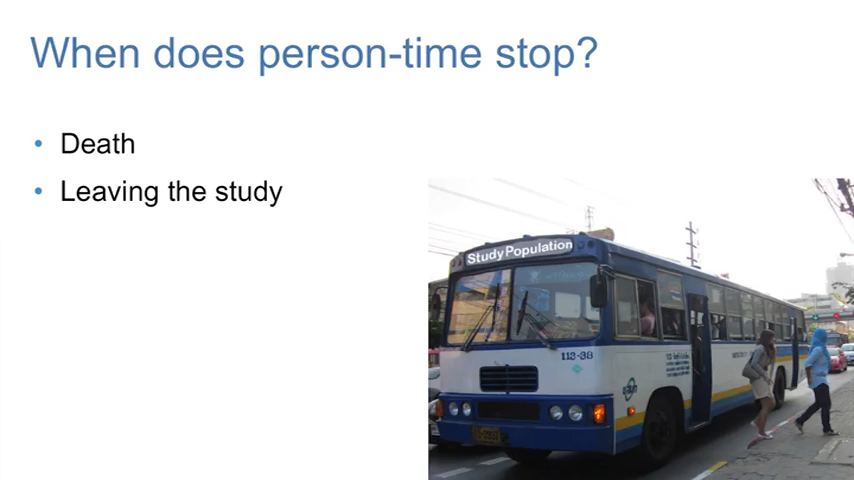 When does person-time stop?
• Death
• Leaving the study
Study Population
113-38